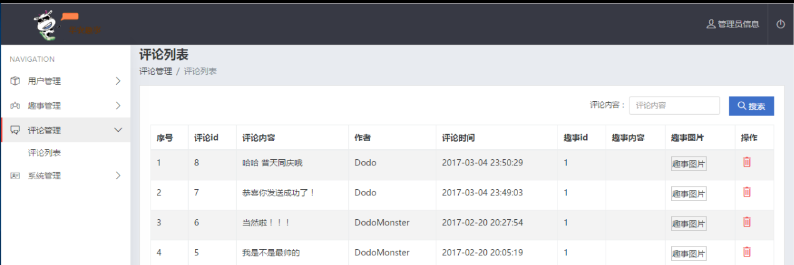 管理员信息
NAVIGATION
用户管理
趣事管理
评论管理
评论列表
系统管理
评论列表
评论管理 / 评论列表
评论内容： 评论内容 搜索
序号 评论id 评论内容 作者 评论时间 趣事id 趣事内容 趣事图片 操作
1 8 哈哈 普天同庆哦 Dodo 2017-03-04 23:50:29 1 趣事图片
2 7 恭喜你发送成功了！ Dodo 2017-03-04 23:49:03 1 趣事图片
3 6 当然啦！！！ DodoMonster 2017-02-20 20:27:54 1 趣事图片
4 5 我是不是最帅的 DodoMonster 2017-02-20 20:05:19 1 趣事图片